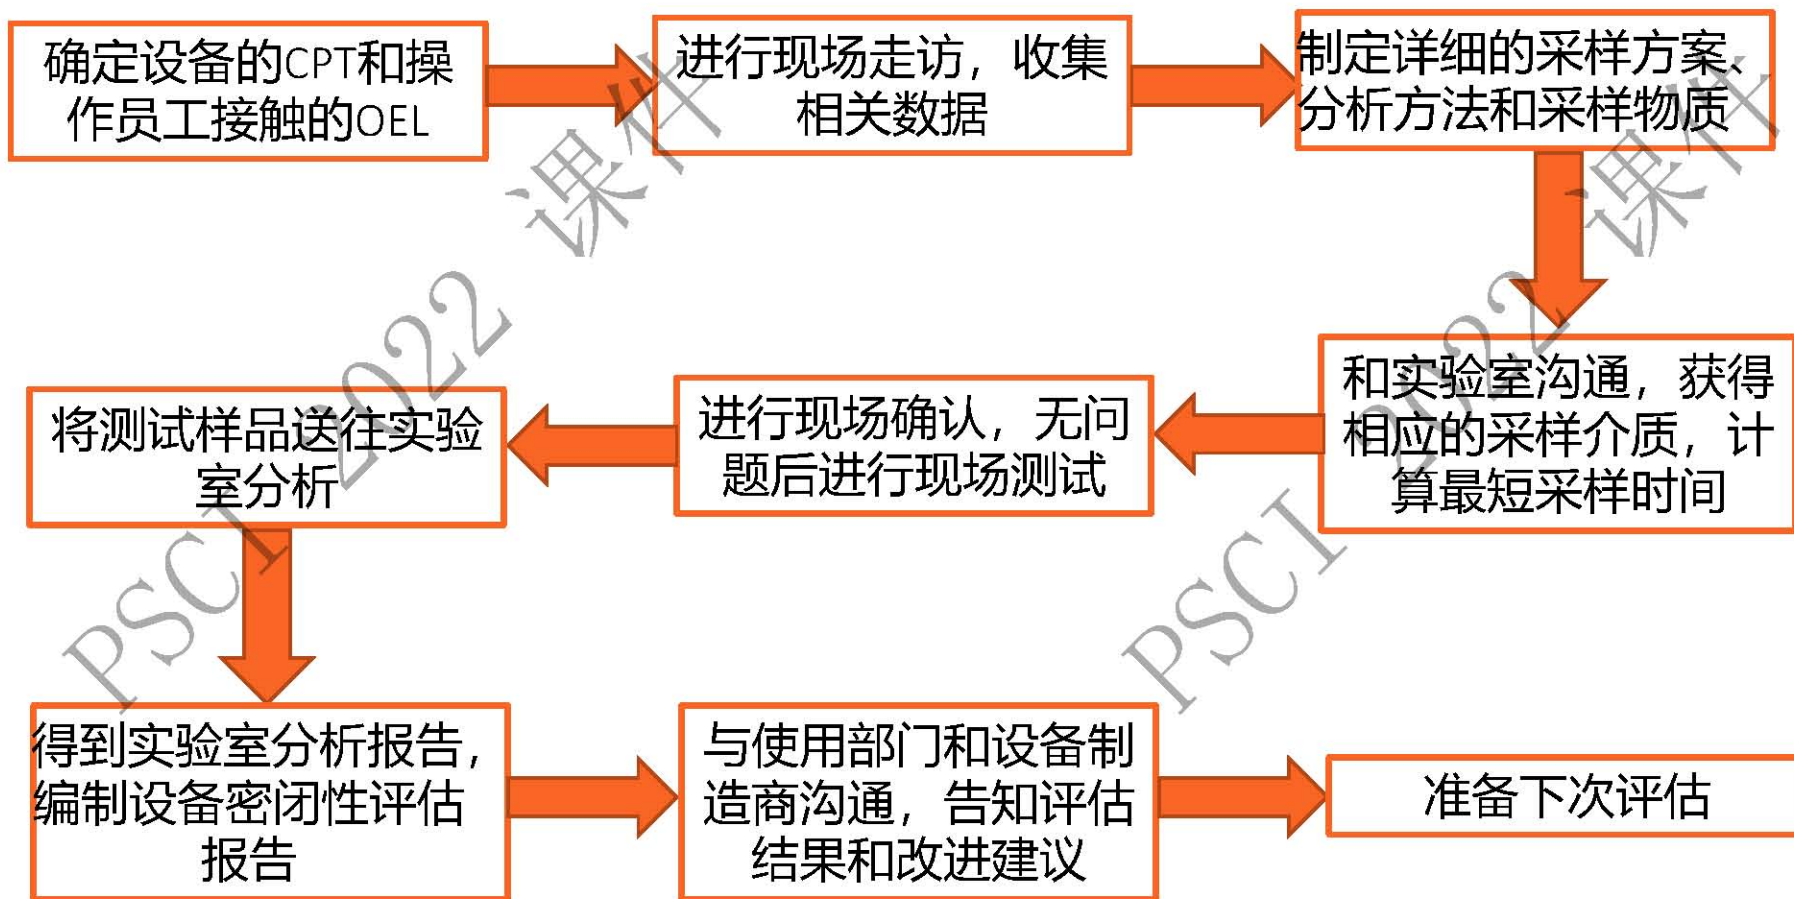 确定设备的CPT和操
作员工接触的OEL
进行现场走访，收集
相关数据
制定详细的采样方案、
分析方法和采样物质
和实验室沟通，获得
相应的采样介质，计
算最短采样时间
进行现场确认，无问
题后进行现场测试
将测试样品送往实验
室分析
得到实验室分析报告，
编制设备密闭性评估
报告
与使用部门和设备制
造商沟通，告知评估
结果和改进建议
准备下次评估
PSCI 2022 课件
PSCI 2022 课件